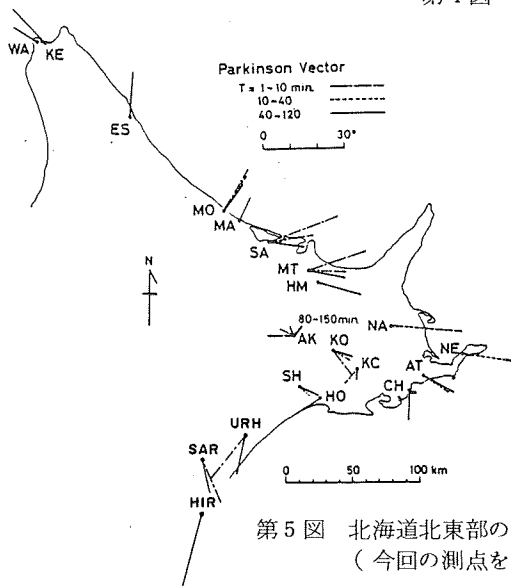 第4図
WA
KE
Parkinson Vector
T= 1-10 min.
10-40
40-120
0 30°
ES
MO
MA
SA
N
MT
HM
80-150min.
AK
KO
NA
NE
KC
AT
SH
HO
CH
URH
SAR
HIR
0 50 100 km
第5図 北海道北東部の
(今回の測点を